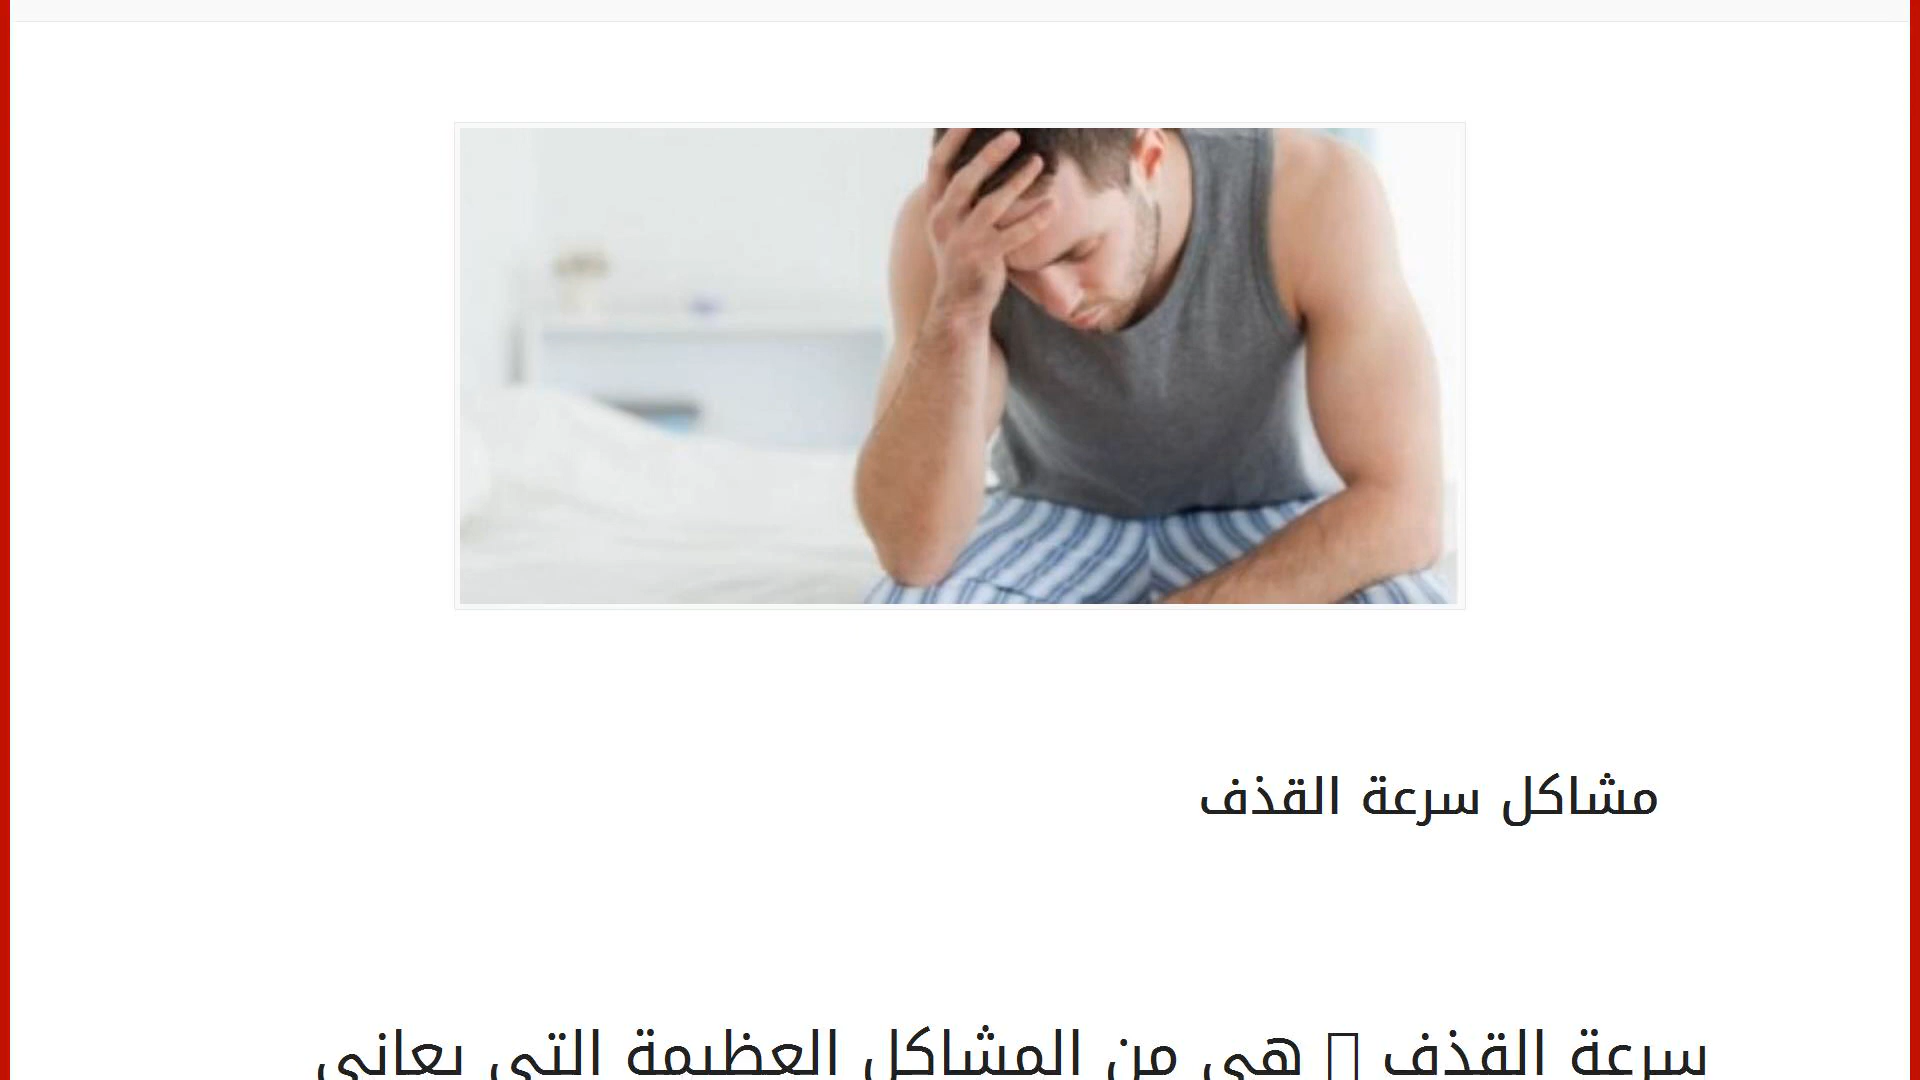 مشاكل سرعة القذف
سرعة القذف هي من المشاكل العظيمة التي يعاني